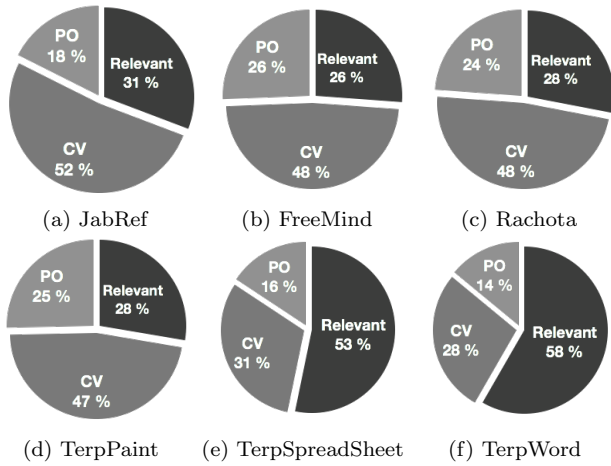 PO
18 %
Relevant
31 %
CV
52 %
(a) JabRef
PO
26 %
Relevant
26 %
CV
48 %
(b) FreeMind
PO
24 %
Relevant
28 %
CV
48 %
(c) Rachota
PO
25 %
Relevant
28 %
CV
47 %
(d) TerpPaint
PO
16 %
Relevant
53 %
CV
31 %
(e) TerpSpreadSheet
PO
14 %
Relevant
58 %
CV
28 %
(f) TerpWord